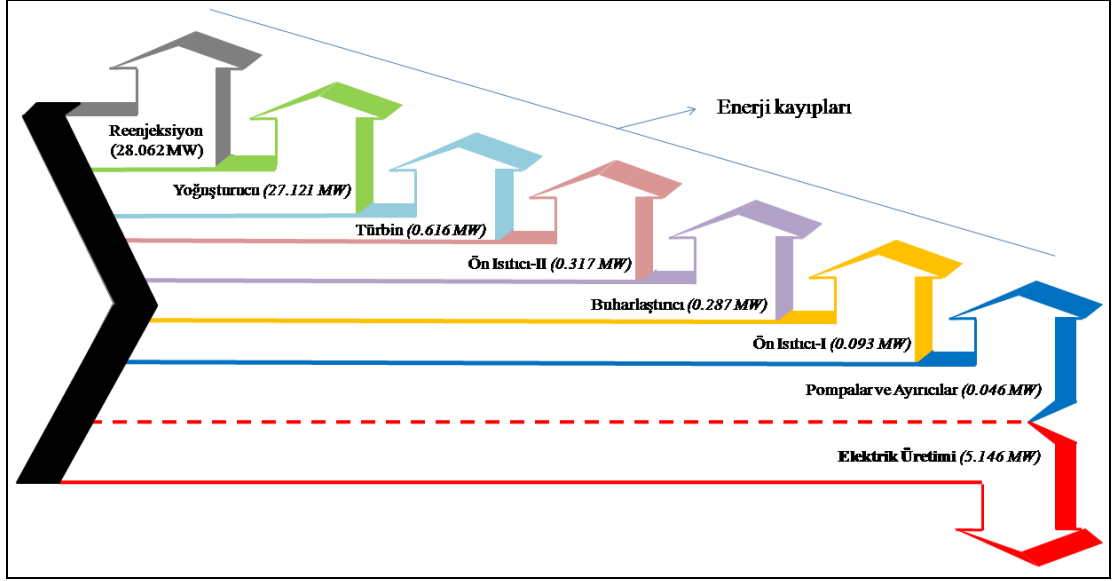 Enerji kayıpları
Reenjeksiyon
(28.062 MW)
Yoğuşturucu (27.121 MW)
Türbin (0.616 MW)
Ön Isıtıcı-II (0.317 MW)
Buharlaştırıcı (0.287 MW)
Ön Isıtıcı-I (0.093 MW)
Pompalar ve Ayırıcılar (0.046 MW)
Elektrik Üretimi (5.146 MW)